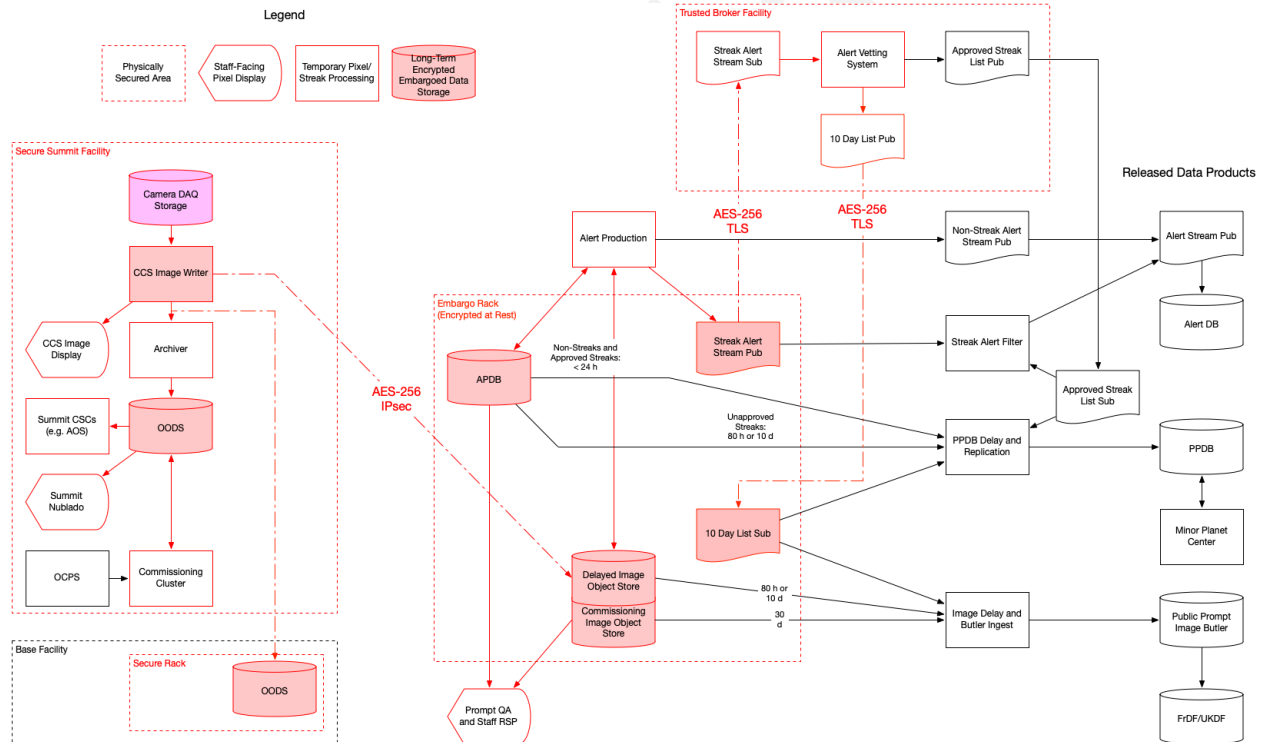 Legend
Physically
Secured Area
Staff-Facing
Pixel Display
Temporary Pixel/
Streak Processing
Long-Term
Encrypted
Embargoed Data
Storage
Trusted Broker Facility
Streak Alert
Stream Sub
Alert Vetting
System
Approved Streak
List Pub
10 Day List Pub
Secure Summit Facility
Camera DAQ
Storage
CCS Image Writer
CCS Image
Display
Archiver
Summit CSCs
(e.g. AOS)
OODS
Summit
Nublado
OCPS
Commissioning
Cluster
Base Facility
Secure Rack
OODS
AES-256
IPsec
AES-256
TLS
AES-256
TLS
Alert Production
Embargo Rack
(Encrypted at Rest)
Non-Streaks and
Approved Streaks:
< 24 h
Streak Alert
Stream Pub
APDB
Unapproved
Streaks:
80 h or 10 d
10 Day List Sub
Delayed Image
Object Store
Commissioning
Image Object
Store
80 h or
10 d
30
d
Prompt QA
and Staff RSP
Released Data Products
Non-Streak Alert
Stream Pub
Alert Stream Pub
Alert DB
Streak Alert Filter
Approved Streak
List Sub
PPDB Delay and
Replication
PPDB
Minor Planet
Center
Image Delay and
Butler Ingest
Public Prompt
Image Butler
FrDF/UKDF